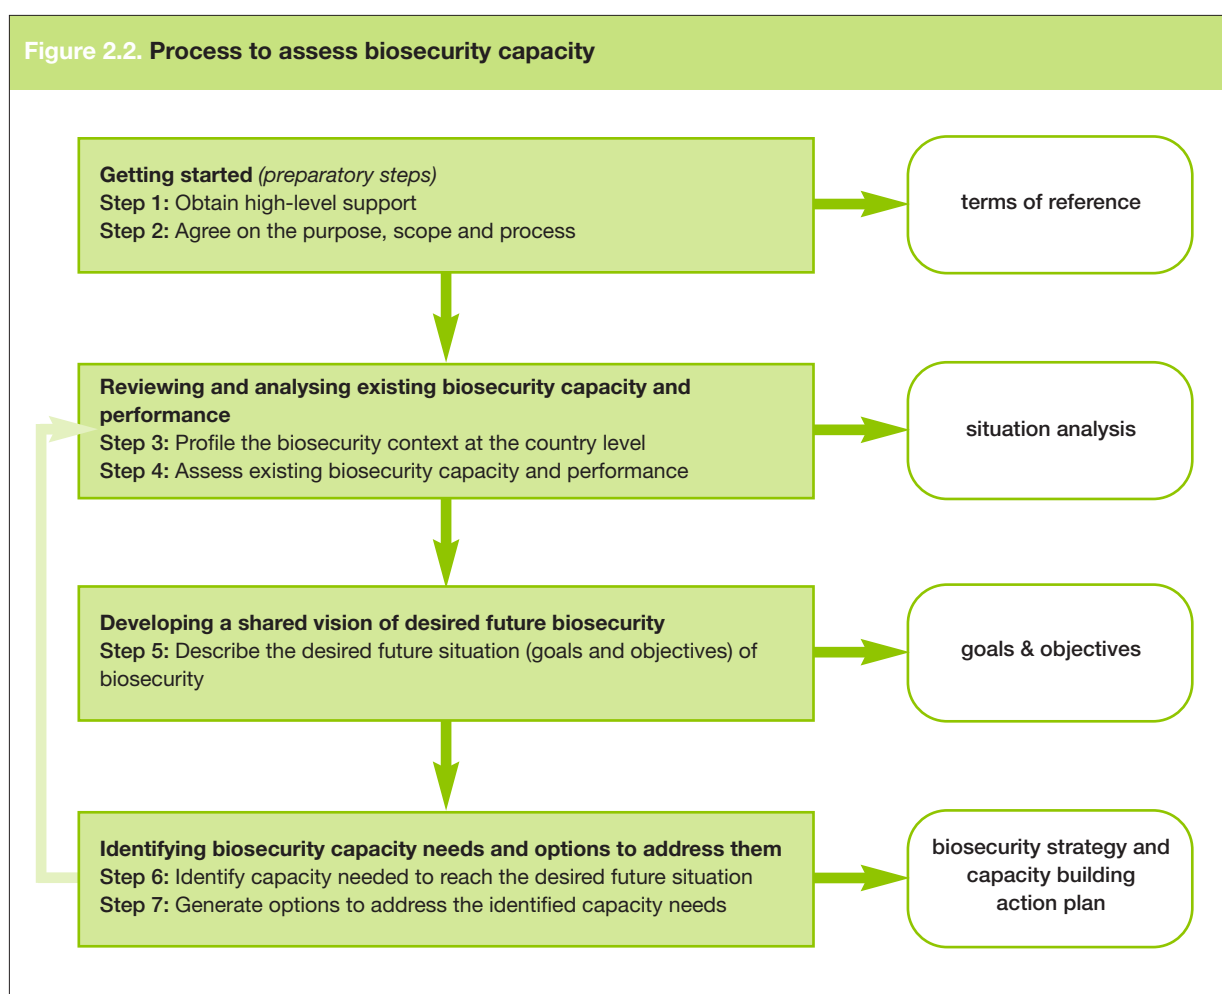 Figure 2.2. Process to assess biosecurity capacity
Getting started (preparatory steps)
Step 1: Obtain high-level support
Step 2: Agree on the purpose, scope and process
terms of reference
Reviewing and analysing existing biosecurity capacity and
performance
Step 3: Profile the biosecurity context at the country level
Step 4: Assess existing biosecurity capacity and performance
situation analysis
Developing a shared vision of desired future biosecurity
Step 5: Describe the desired future situation (goals and objectives) of
biosecurity
goals & objectives
Identifying biosecurity capacity needs and options to address them
Step 6: Identify capacity needed to reach the desired future situation
Step 7: Generate options to address the identified capacity needs
biosecurity strategy and
capacity building
action plan